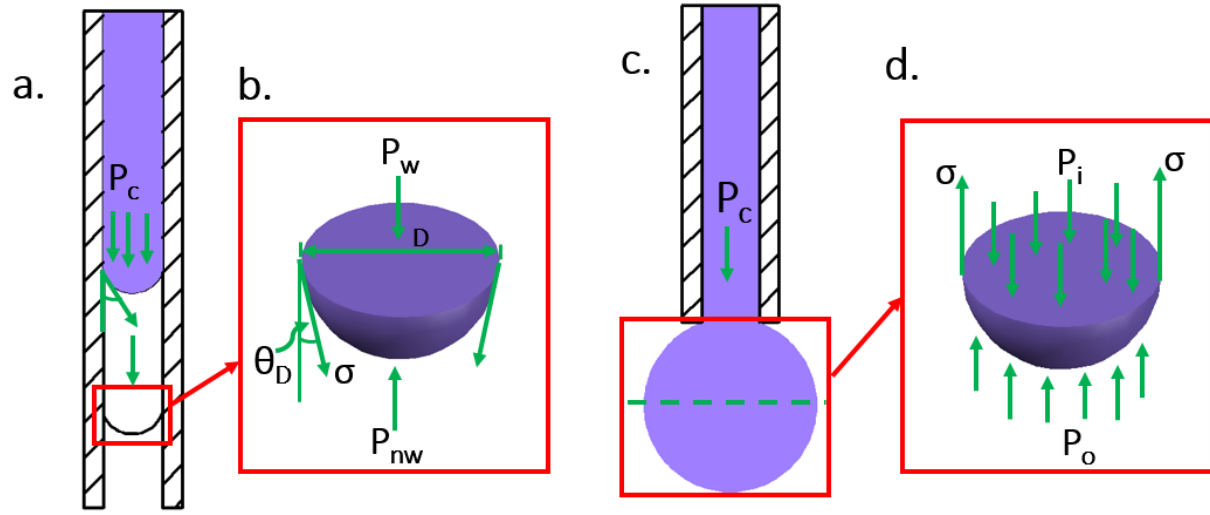 a.
b.
c.
d.
P_c
P_w
D
θ_D
σ
P_nw
P_c
σ
P_i
σ
P_o